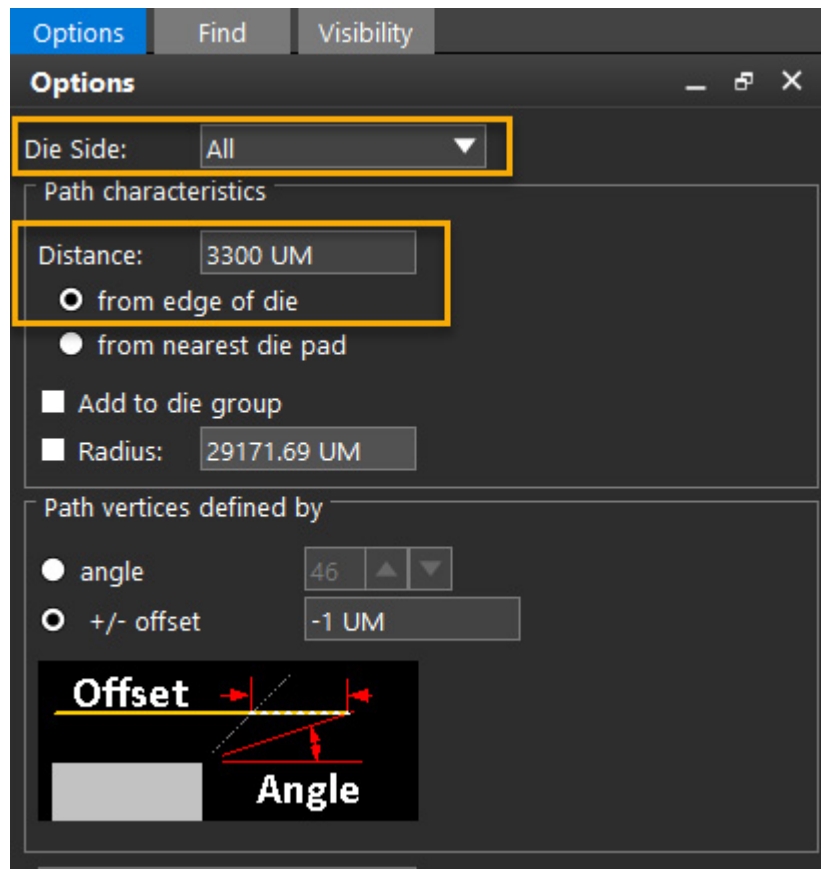 Options Find Visibility
Options
Die Side: All
Path characteristics
Distance: 3300 UM
from edge of die
from nearest die pad
Add to die group
Radius: 29171.69 UM
Path vertices defined by
angle 46
+/- offset -1 UM
Offset
Angle